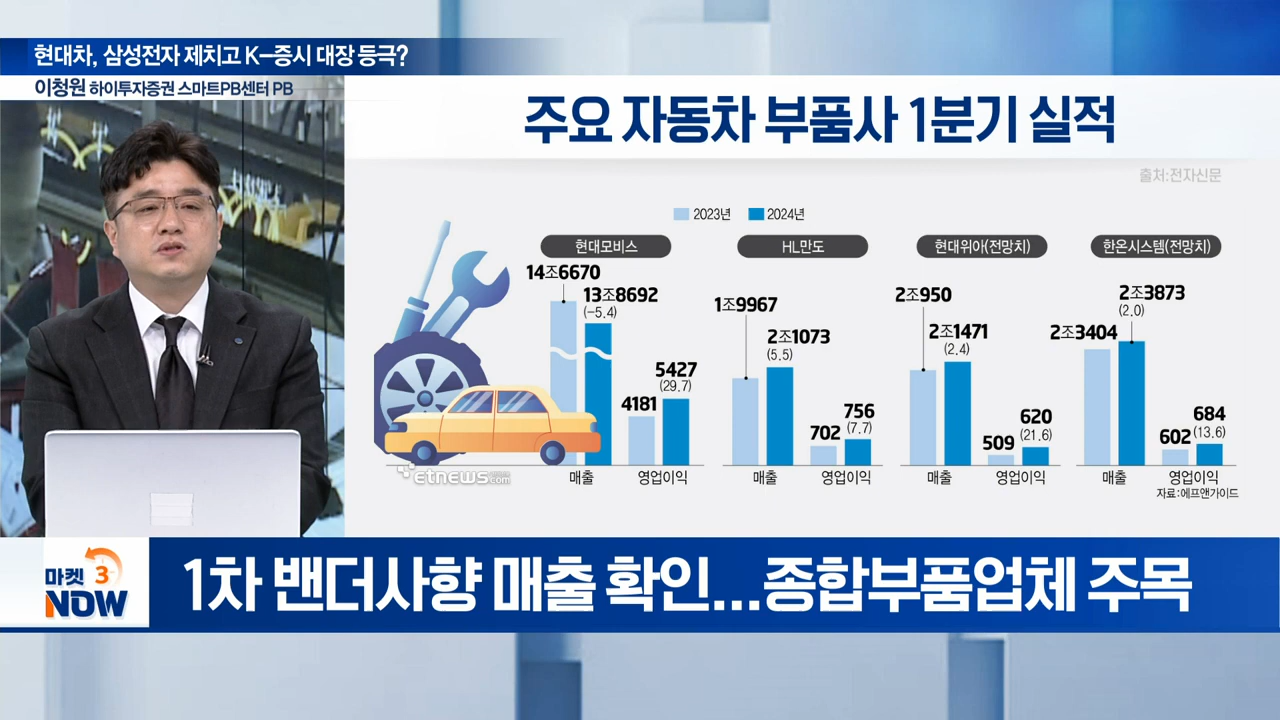 현대차, 삼성전자 제치고 K-증시 대장 등극?
이청원 하이투자증권 스마트PB센터 PB
주요 자동차 부품사 1분기 실적
출처:전자신문
2023년 2024년
현대모비스 HL만도 현대위아(전망치) 한온시스템(전망치)
14조6670
13조8692
(-5.4)
4181
5427
(29.7)
매출 영업이익
1조9967
2조1073
(5.5)
702
756
(7.7)
매출 영업이익
2조950
2조1471
(2.4)
509
620
(21.6)
매출 영업이익
2조3404
2조3873
(2.0)
602
684
(13.6)
매출 영업이익
etnews.com
자료:에프앤가이드
마켓 3
NOW
1차 밴더사향 매출 확인...종합부품업체 주목